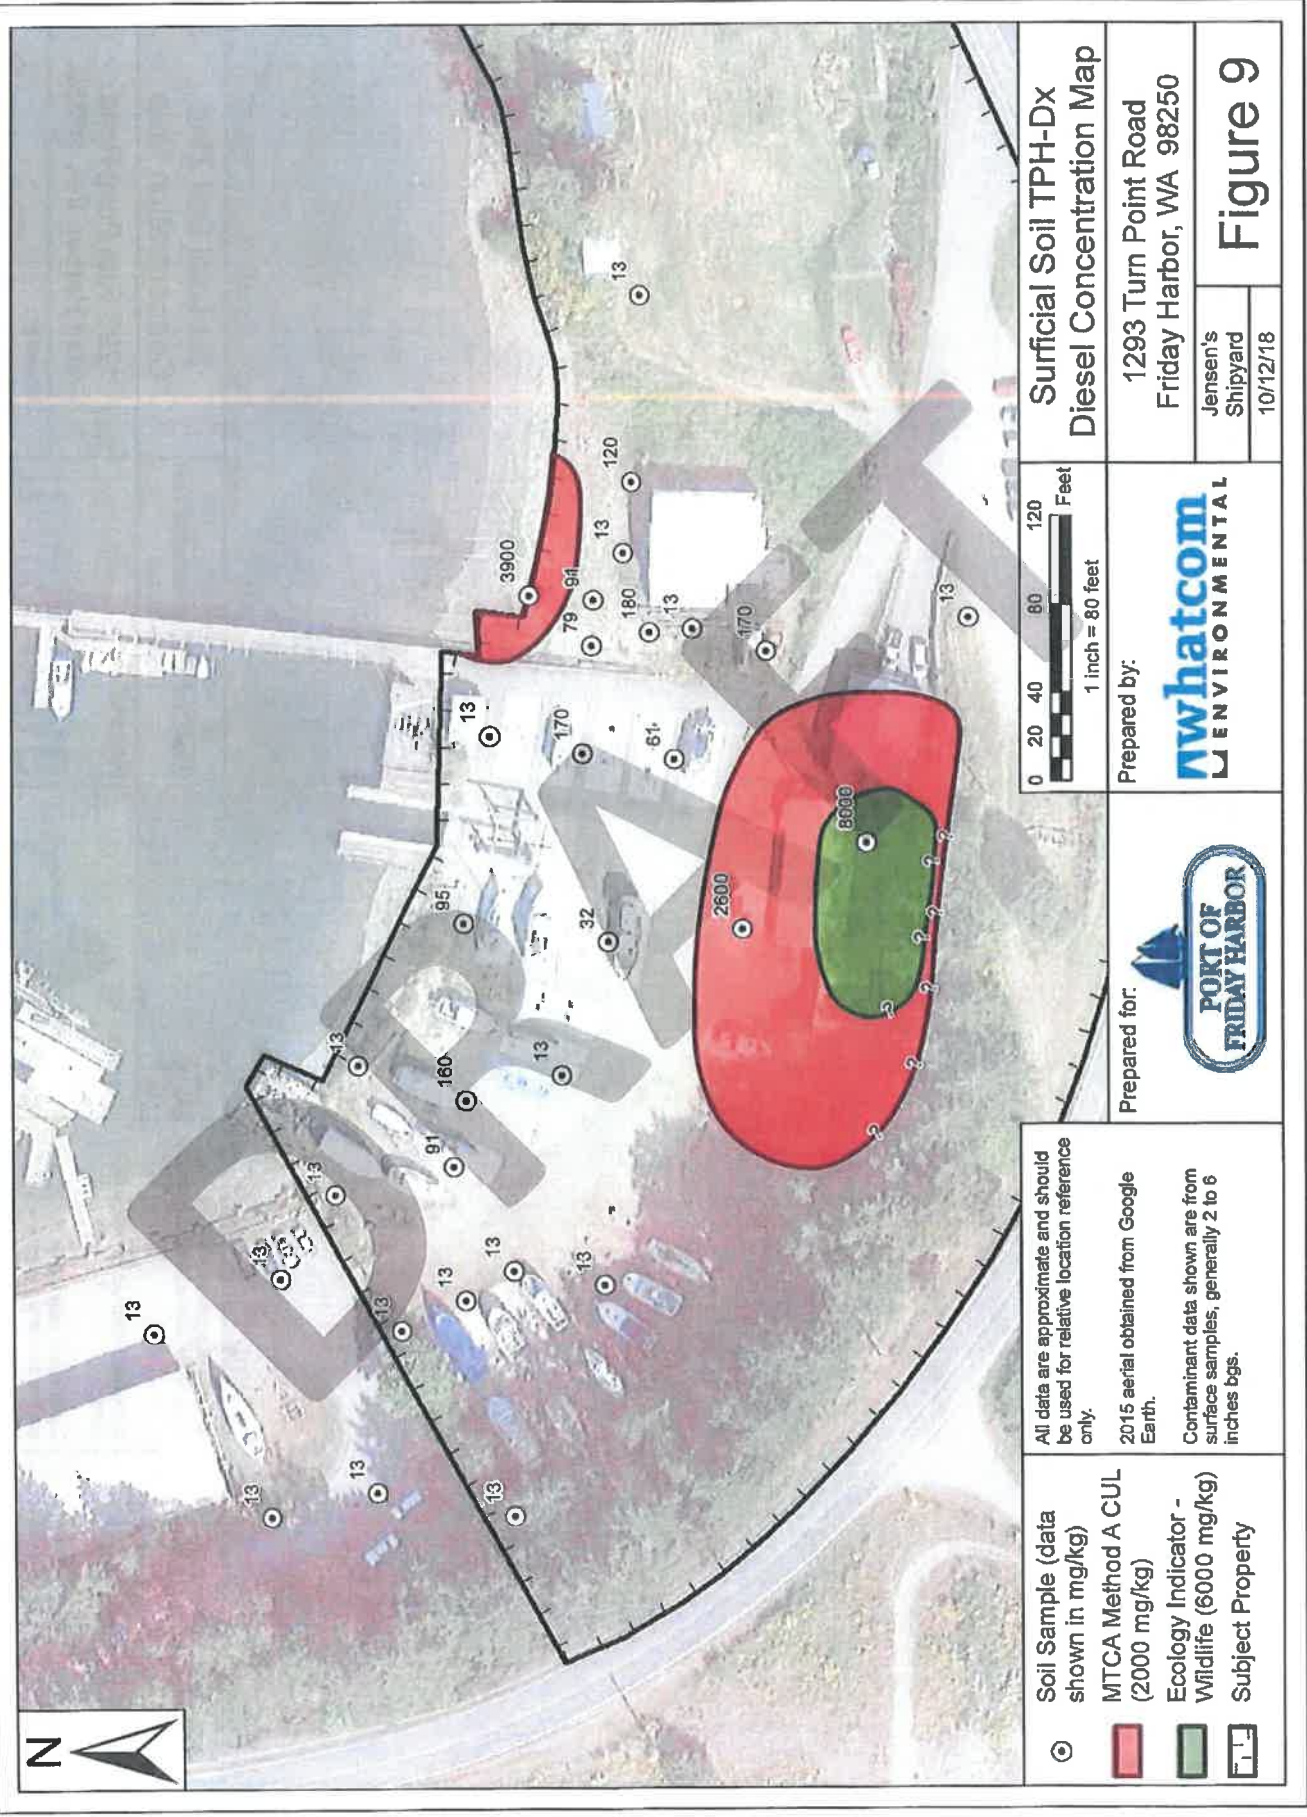 N
13
13
13
13
13
13
13
13
13
13
13
91
160
13
95
32
13
170
61
3900
79
91
180
13
13
120
13
170
13
2600
8000
?
?
?
?
?
?
?
?
?
DRAFT
Soil Sample (data
shown in mg/kg)
MTCA Method A CUL
(2000 mg/kg)
Ecology Indicator -
Wildlife (6000 mg/kg)
Subject Property
All data are approximate and should
be used for relative location reference
only.
2015 aerial obtained from Google
Earth.
Contaminant data shown are from
surface samples, generally 2 to 6
inches bgs.
Prepared for:
PORT OF
FRIDAY HARBOR
0 20 40 80 120
Feet
1 inch = 80 feet
Prepared by:
whatcom
ENVIRONMENTAL
Surficial Soil TPH-Dx
Diesel Concentration Map
1293 Turn Point Road
Friday Harbor, WA 98250
Jensen's
Shipyard
10/12/18
Figure 9